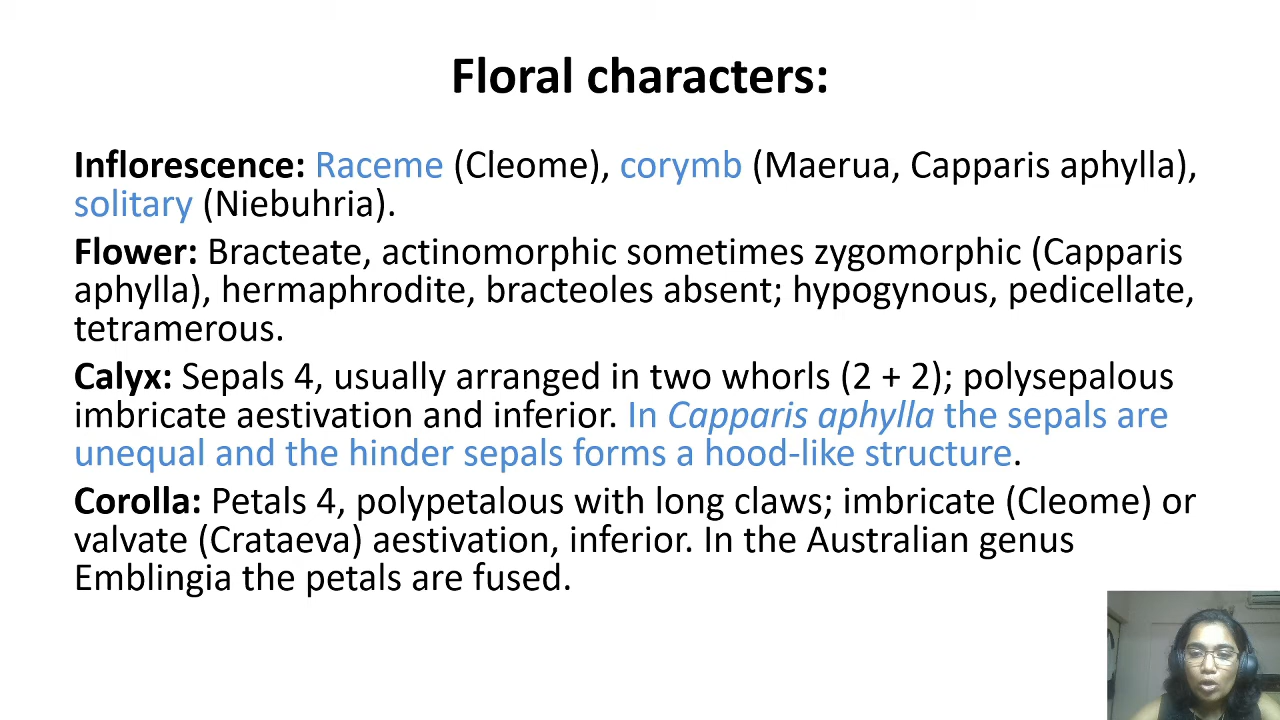 Floral characters:
Inflorescence: Raceme (Cleome), corymb (Maerua, Capparis aphylla),
solitary (Niebuhria).
Flower: Bracteate, actinomorphic sometimes zygomorphic (Capparis
aphylla), hermaphrodite, bracteoles absent; hypogynous, pedicellate,
tetramerous.
Calyx: Sepals 4, usually arranged in two whorls (2 + 2); polysepalous
imbricate aestivation and inferior. In Capparis aphylla the sepals are
unequal and the hinder sepals forms a hood-like structure.
Corolla: Petals 4, polypetalous with long claws; imbricate (Cleome) or
valvate (Crataeva) aestivation, inferior. In the Australian genus
Emblingia the petals are fused.